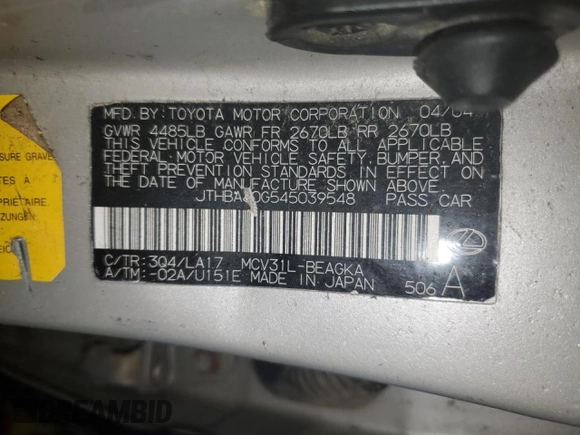 MFD. BY: TOYOTA MOTOR CORPORATION 04/04
GVWR 4485LB GAWR FR 2670LB RR 2670LB
THIS VEHICLE CONFORMS TO ALL APPLICABLE
FEDERAL MOTOR VEHICLE SAFETY, BUMPER, AND
THEFT PREVENTION STANDARDS IN EFFECT ON
THE DATE OF MANUFACTURE SHOWN ABOVE.
PASS. CAR
C/TR: 3Q4/LA17 MCV31L-BEAGKA
A/TM: -02A/U151E MADE IN JAPAN
506 A
SURE GRAVE
TES À
PRIÉTAIRE
ZUNGEN
DREAMBID